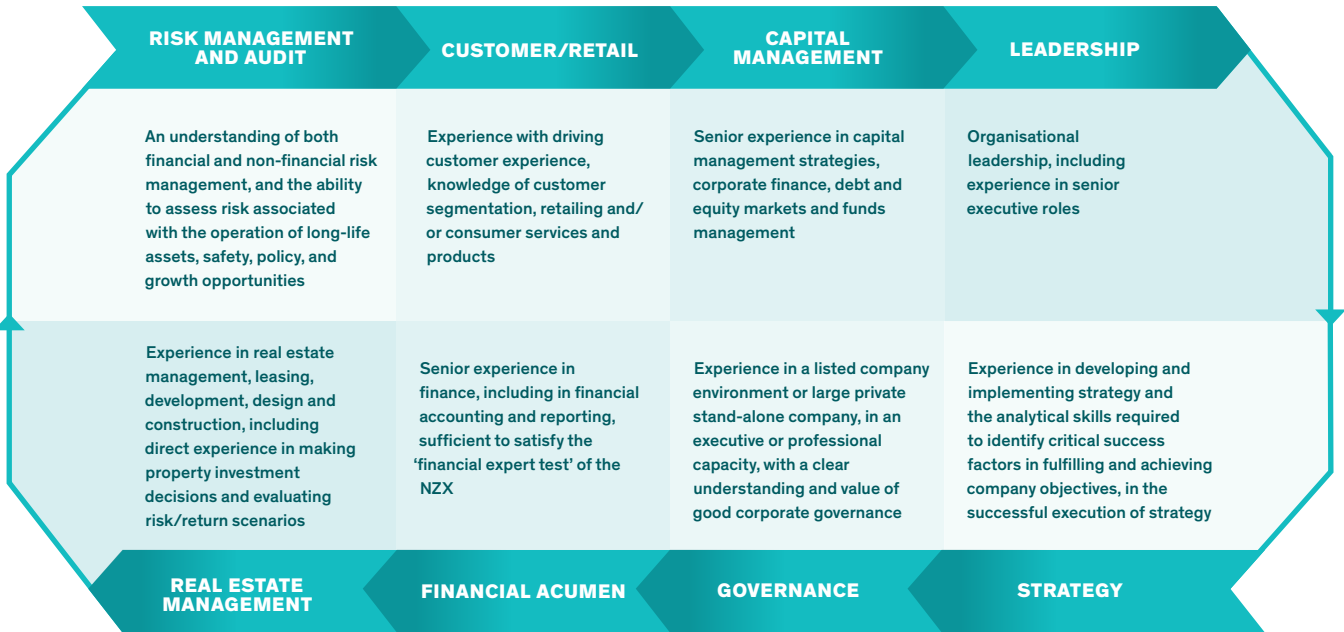 RISK MANAGEMENT
AND AUDIT
An understanding of both
financial and non-financial risk
management, and the ability
to assess risk associated
with the operation of long-life
assets, safety, policy, and
growth opportunities
CUSTOMER/RETAIL
Experience with driving
customer experience,
knowledge of customer
segmentation, retailing and/
or consumer services and
products
CAPITAL
MANAGEMENT
Senior experience in capital
management strategies,
corporate finance, debt and
equity markets and funds
management
LEADERSHIP
Organisational
leadership, including
experience in senior
executive roles
Experience in real estate
management, leasing,
development, design and
construction, including
direct experience in making
property investment
decisions and evaluating
risk/return scenarios
REAL ESTATE
MANAGEMENT
Senior experience in
finance, including in financial
accounting and reporting,
sufficient to satisfy the
‘financial expert test’ of the
NZX
FINANCIAL ACUMEN
Experience in a listed company
environment or large private
stand-alone company, in an
executive or professional
capacity, with a clear
understanding and value of
good corporate governance
GOVERNANCE
Experience in developing and
implementing strategy and
the analytical skills required
to identify critical success
factors in fulfilling and achieving
company objectives, in the
successful execution of strategy
STRATEGY